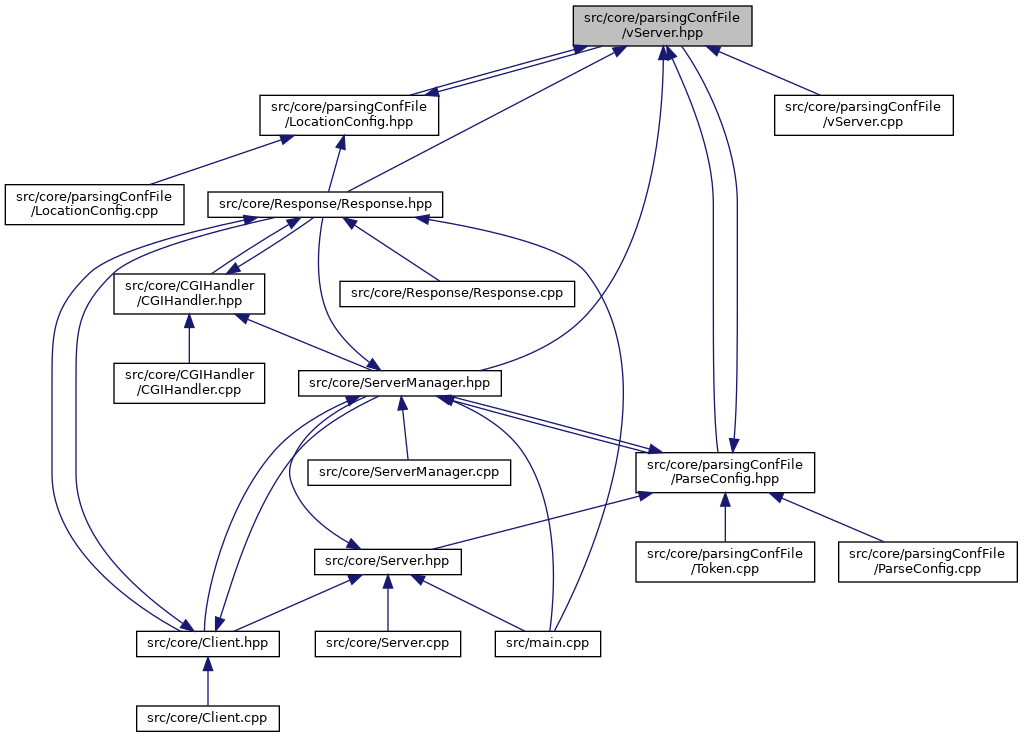 src/core/parsingConfFile
/vServer.hpp
src/core/parsingConfFile
/LocationConfig.hpp
src/core/parsingConfFile
/vServer.cpp
src/core/parsingConfFile
/LocationConfig.cpp
src/core/Response/Response.hpp
src/core/CGIHandler
/CGIHandler.hpp
src/core/Response/Response.cpp
src/core/CGIHandler
/CGIHandler.cpp
src/core/ServerManager.hpp
src/core/ServerManager.cpp
src/core/parsingConfFile
/ParseConfig.hpp
src/core/Server.hpp
src/core/parsingConfFile
/Token.cpp
src/core/parsingConfFile
/ParseConfig.cpp
src/core/Client.hpp
src/core/Server.cpp
src/main.cpp
src/core/Client.cpp